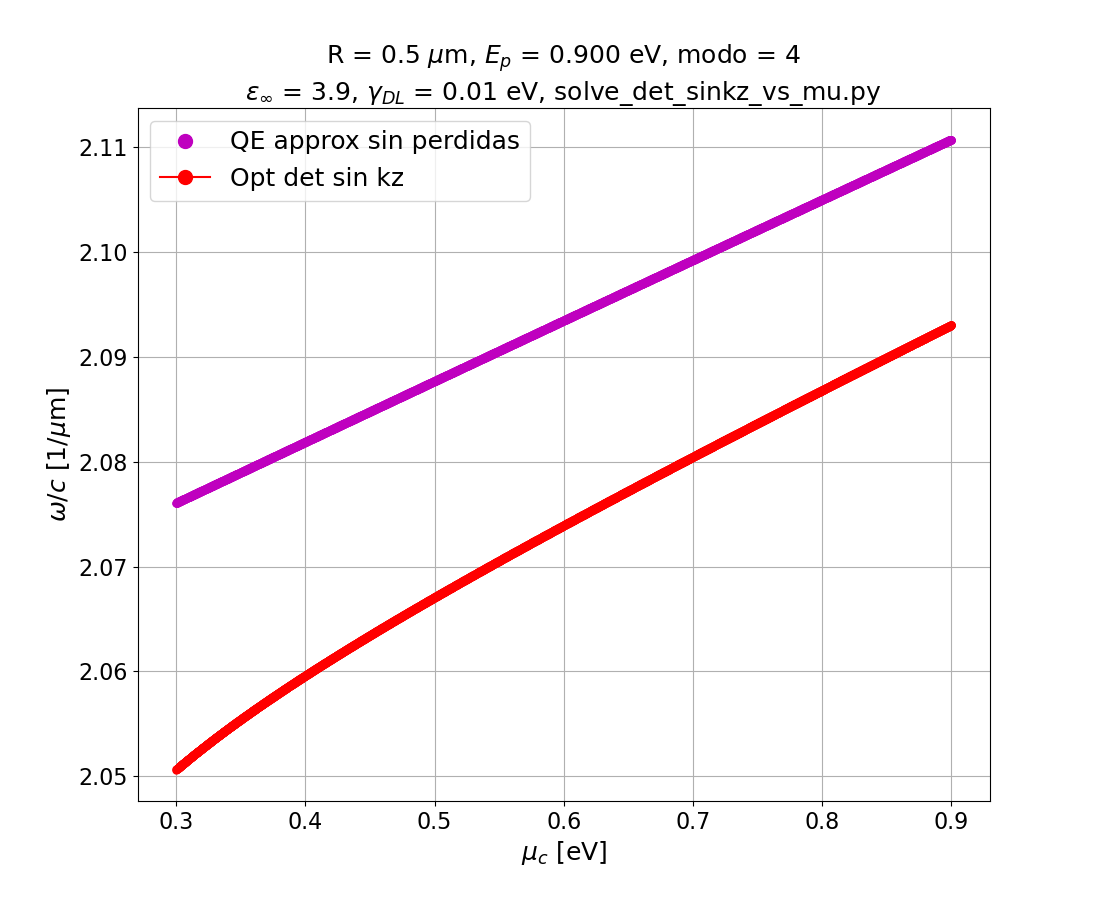 R = 0.5 μm, E_p = 0.900 eV, modo = 4
ε_∞ = 3.9, γ_DL = 0.01 eV, solve_det_sinkz_vs_mu.py
QE approx sin perdidas
Opt det sin kz
2.11
2.10
2.09
2.08
2.07
2.06
2.05
ω/c [1/μm]
0.3 0.4 0.5 0.6 0.7 0.8 0.9
μ_c [eV]